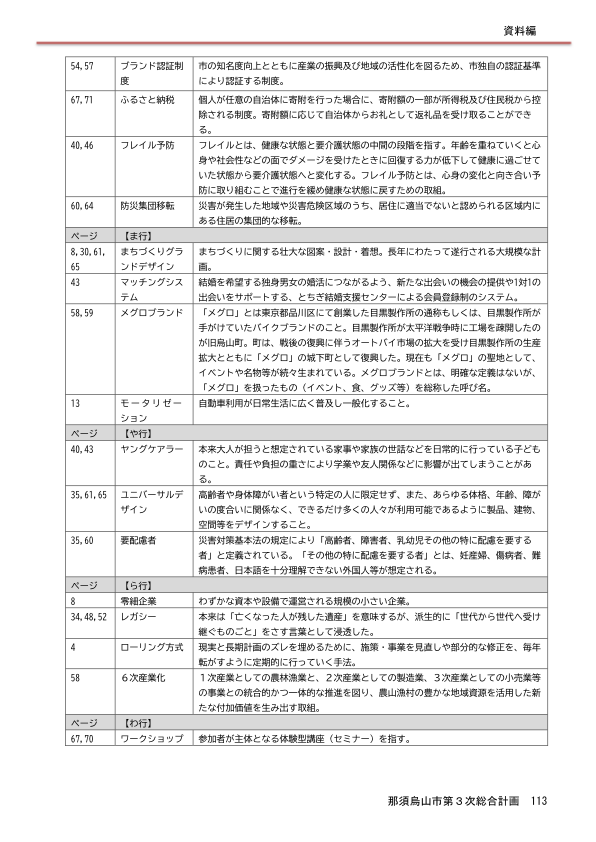 資料編
54,57 ブランド認証制 市の知名度向上とともに産業の振興及び地域の活性化を図るため、市独自の認証基準
度 により認証する制度。
67,71 ふるさと納税 個人が任意の自治体に寄附を行った場合に、寄附額の一部が所得税及び住民税から控
除される制度。寄附額に応じて自治体からお礼として返礼品を受け取ることができ
る。
40,46 フレイル予防 フレイルとは、健康な状態と要介護状態の中間の段階を指す。年齢を重ねていくと心
身や社会性などの面でダメージを受けたときに回復する力が低下して健康に過ごせて
いた状態から要介護状態へと変化する。フレイル予防とは、心身の変化と向き合い予
防に取り組むことで進行を緩め健康な状態に戻すための取組。
60,64 防災集団移転 災害が発生した地域や災害危険区域のうち、居住に適当でないと認められる区域内に
ある住居の集団的な移転。
ページ 【ま行】
8,30,61, まちづくりグラ まちづくりに関する壮大な図案・設計・着想。長年にわたって遂行される大規模な計
65 ンドデザイン 画。
43 マッチングシス 結婚を希望する独身男女の婚活につながるよう、新たな出会いの機会の提供や1対1の
テム 出会いをサポートする、とちぎ結婚支援センターによる会員登録制のシステム。
58,59 メグロブランド 「メグロ」とは東京都品川区にて創業した目黒製作所の通称もしくは、目黒製作所が
手がけていたバイクブランドのこと。目黒製作所が太平洋戦争時に工場を疎開したの
が旧烏山町。町は、戦後の復興に伴うオートバイ市場の拡大を受け目黒製作所の生産
拡大とともに「メグロ」の城下町として復興した。現在も「メグロ」の聖地として、
イベントや名物等が続々生まれている。メグロブランドとは、明確な定義はないが、
「メグロ」を扱ったもの（イベント、食、グッズ等）を総称した呼び名。
13 モータリゼー 自動車利用が日常生活に広く普及し一般化すること。
ション
ページ 【や行】
40,43 ヤングケアラー 本来大人が担うと想定されている家事や家族の世話などを日常的に行っている子ども
のこと。責任や負担の重さにより学業や友人関係などに影響が出てしまうことがあ
る。
35,61,65 ユニバーサルデ 高齢者や身体障がい者という特定の人に限定せず、また、あらゆる体格、年齢、障が
ザイン いの度合いに関係なく、できるだけ多くの人々が利用可能であるように製品、建物、
空間等をデザインすること。
35,60 要配慮者 災害対策基本法の規定により「高齢者、障害者、乳幼児その他の特に配慮を要する
者」と定義されている。「その他の特に配慮を要する者」とは、妊産婦、傷病者、難
病患者、日本語を十分理解できない外国人等が想定される。
ページ 【ら行】
8 零細企業 わずかな資本や設備で運営される規模の小さい企業。
34,48,52 レガシー 本来は「亡くなった人が残した遺産」を意味するが、派生的に「世代から世代へ受け
継ぐものごと」をさす言葉として浸透した。
4 ローリング方式 現実と長期計画のズレを埋めるために、施策・事業を見直しや部分的な修正を、毎年
転がすように定期的に行っていく手法。
58 ６次産業化 １次産業としての農林漁業と、２次産業としての製造業、３次産業としての小売業等
の事業との統合的かつ一体的な推進を図り、農山漁村の豊かな地域資源を活用した新
たな付加価値を生み出す取組。
ページ 【わ行】
67,70 ワークショップ 参加者が主体となる体験型講座（セミナー）を指す。
那須烏山市第３次総合計画 113